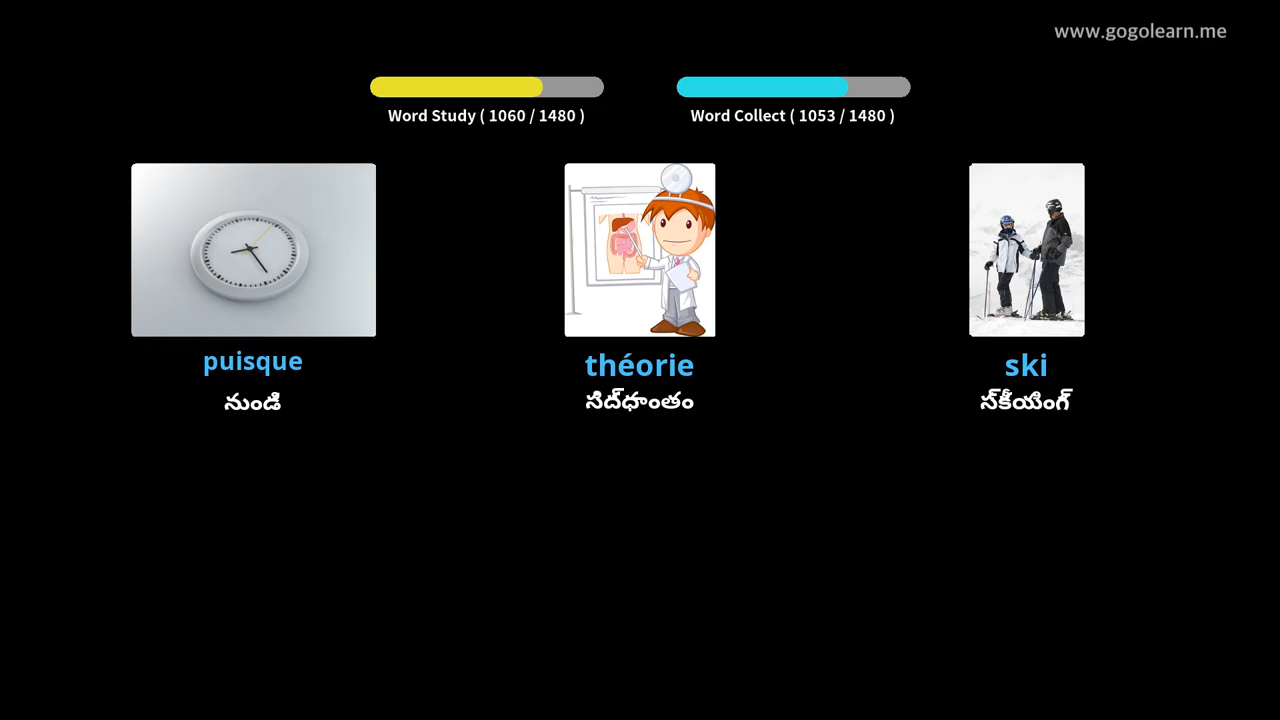 www.gogolearn.me
Word Study ( 1060 / 1480 )
Word Collect ( 1053 / 1480 )
puisque
théorie
ski
నుండి
సిద్ధాంతం
స్కీయింగ్